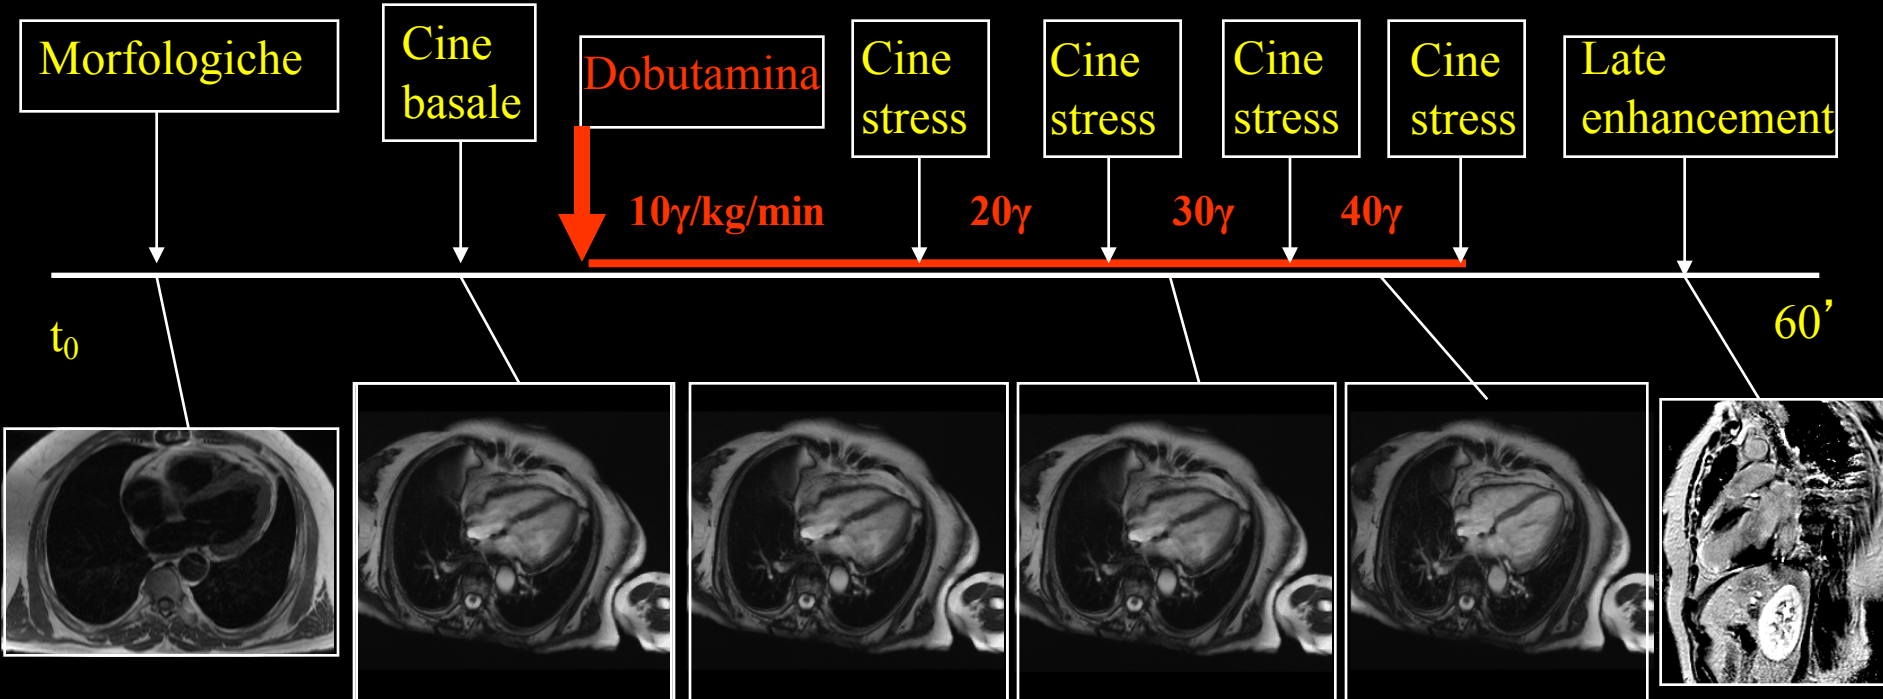 Morfologiche
Cine
basale
Dobutamina
Cine
stress
Cine
stress
Cine
stress
Cine
stress
Late
enhancement
10γ/kg/min
20γ
30γ
40γ
t₀
60’